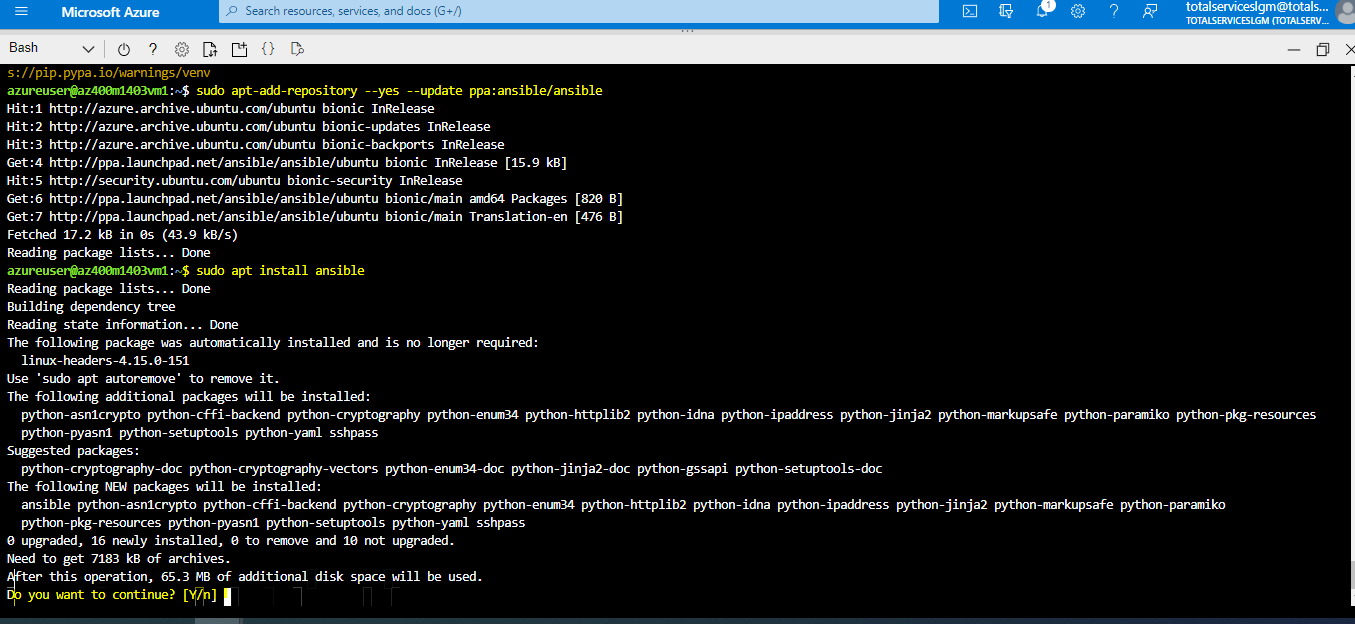 Microsoft Azure
Search resources, services, and docs (G+/)
1
totalserviceslgm@totals...
TOTALSERVICESLGM (TOTALSERV...
Bash
s://pip.pypa.io/warnings/venv
azureuser@az400m1403vm1:~$ sudo apt-add-repository --yes --update ppa:ansible/ansible
Hit:1 http://azure.archive.ubuntu.com/ubuntu bionic InRelease
Hit:2 http://azure.archive.ubuntu.com/ubuntu bionic-updates InRelease
Hit:3 http://azure.archive.ubuntu.com/ubuntu bionic-backports InRelease
Get:4 http://ppa.launchpad.net/ansible/ansible/ubuntu bionic InRelease [15.9 kB]
Hit:5 http://security.ubuntu.com/ubuntu bionic-security InRelease
Get:6 http://ppa.launchpad.net/ansible/ansible/ubuntu bionic/main amd64 Packages [820 B]
Get:7 http://ppa.launchpad.net/ansible/ansible/ubuntu bionic/main Translation-en [476 B]
Fetched 17.2 kB in 0s (43.9 kB/s)
Reading package lists... Done
azureuser@az400m1403vm1:~$ sudo apt install ansible
Reading package lists... Done
Building dependency tree
Reading state information... Done
The following package was automatically installed and is no longer required:
linux-headers-4.15.0-151
Use 'sudo apt autoremove' to remove it.
The following additional packages will be installed:
python-asn1crypto python-cffi-backend python-cryptography python-enum34 python-httplib2 python-idna python-ipaddress python-jinja2 python-markupsafe python-paramiko python-pkg-resources
python-pyasn1 python-setuptools python-yaml sshpass
Suggested packages:
python-cryptography-doc python-cryptography-vectors python-enum34-doc python-jinja2-doc python-gssapi python-setuptools-doc
The following NEW packages will be installed:
ansible python-asn1crypto python-cffi-backend python-cryptography python-enum34 python-httplib2 python-idna python-ipaddress python-jinja2 python-markupsafe python-paramiko
python-pkg-resources python-pyasn1 python-setuptools python-yaml sshpass
0 upgraded, 16 newly installed, 0 to remove and 10 not upgraded.
Need to get 7183 kB of archives.
After this operation, 65.3 MB of additional disk space will be used.
Do you want to continue? [Y/n]